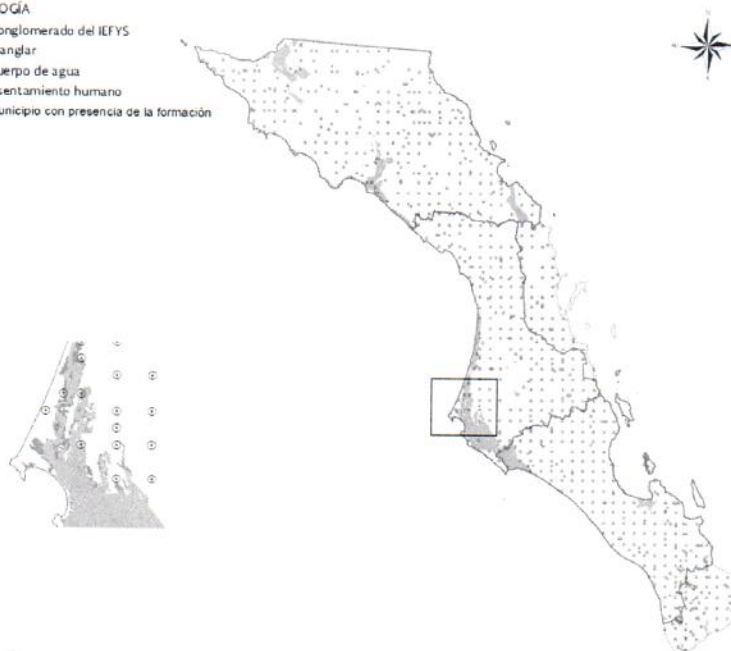 OGÍA
onglomerado del IEFYS
anglar
uerpo de agua
sentamiento humano
unicipio con presencia de la formación